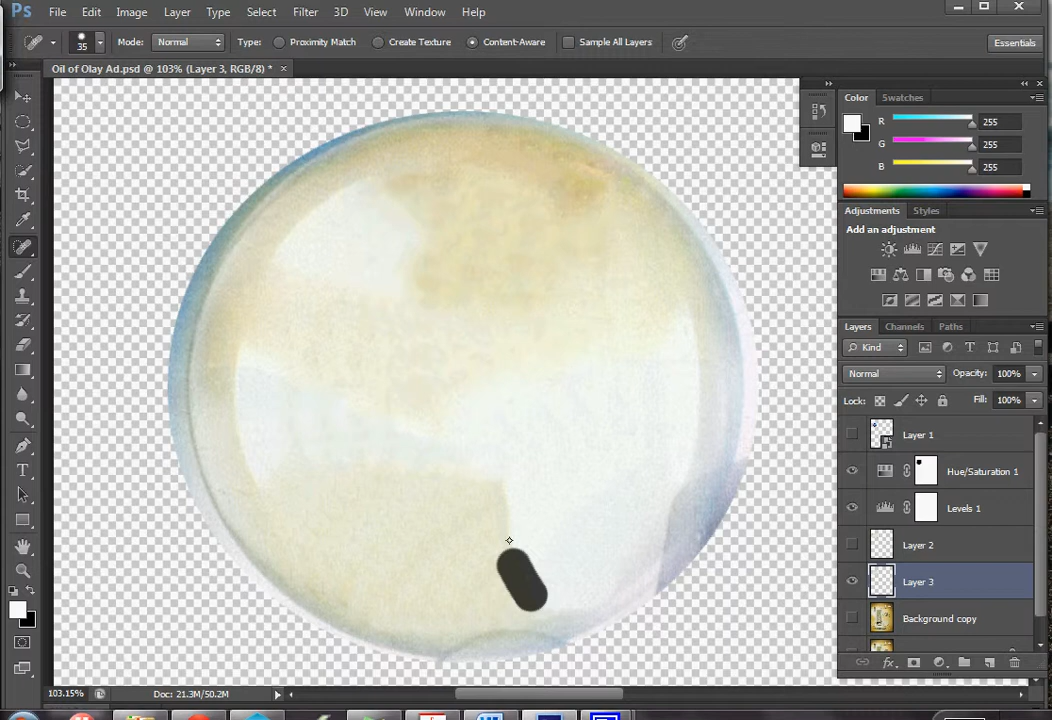 Ps File Edit Image Layer Type Select Filter 3D View Window Help
35 Mode: Normal Type: Proximity Match Create Texture Content-Aware Sample All Layers Essentials
Oil of Olay Ad.psd @ 103% (Layer 3, RGB/8) * ×
Color Swatches
R 255
G 255
B 255
Adjustments Styles
Add an adjustment
Layers Channels Paths
Kind
Normal Opacity: 100%
Lock: Fill: 100%
Layer 1
Hue/Saturation 1
Levels 1
Layer 2
Layer 3
Background copy
fx
103.15% Doc: 21.3M/50.2M